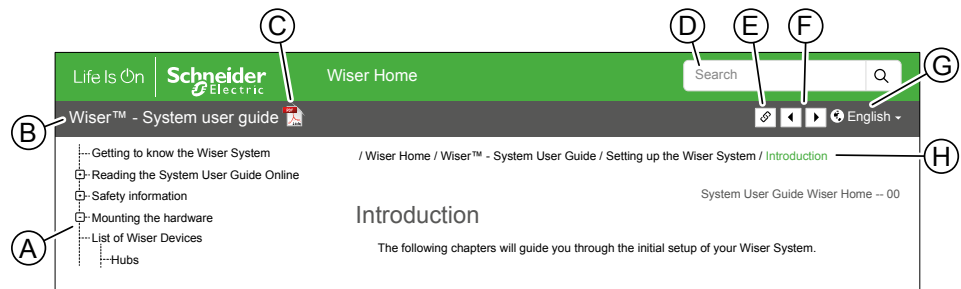 C D E F
Life Is On Schneider Electric Wiser Home Search G
B Wiser™ - System user guide PDF English
Getting to know the Wiser System / Wiser Home / Wiser™ - System User Guide / Setting up the Wiser System / Introduction H
Reading the System User Guide Online
Safety information System User Guide Wiser Home -- 00
Mounting the hardware Introduction
A List of Wiser Devices The following chapters will guide you through the initial setup of your Wiser System.
Hubs